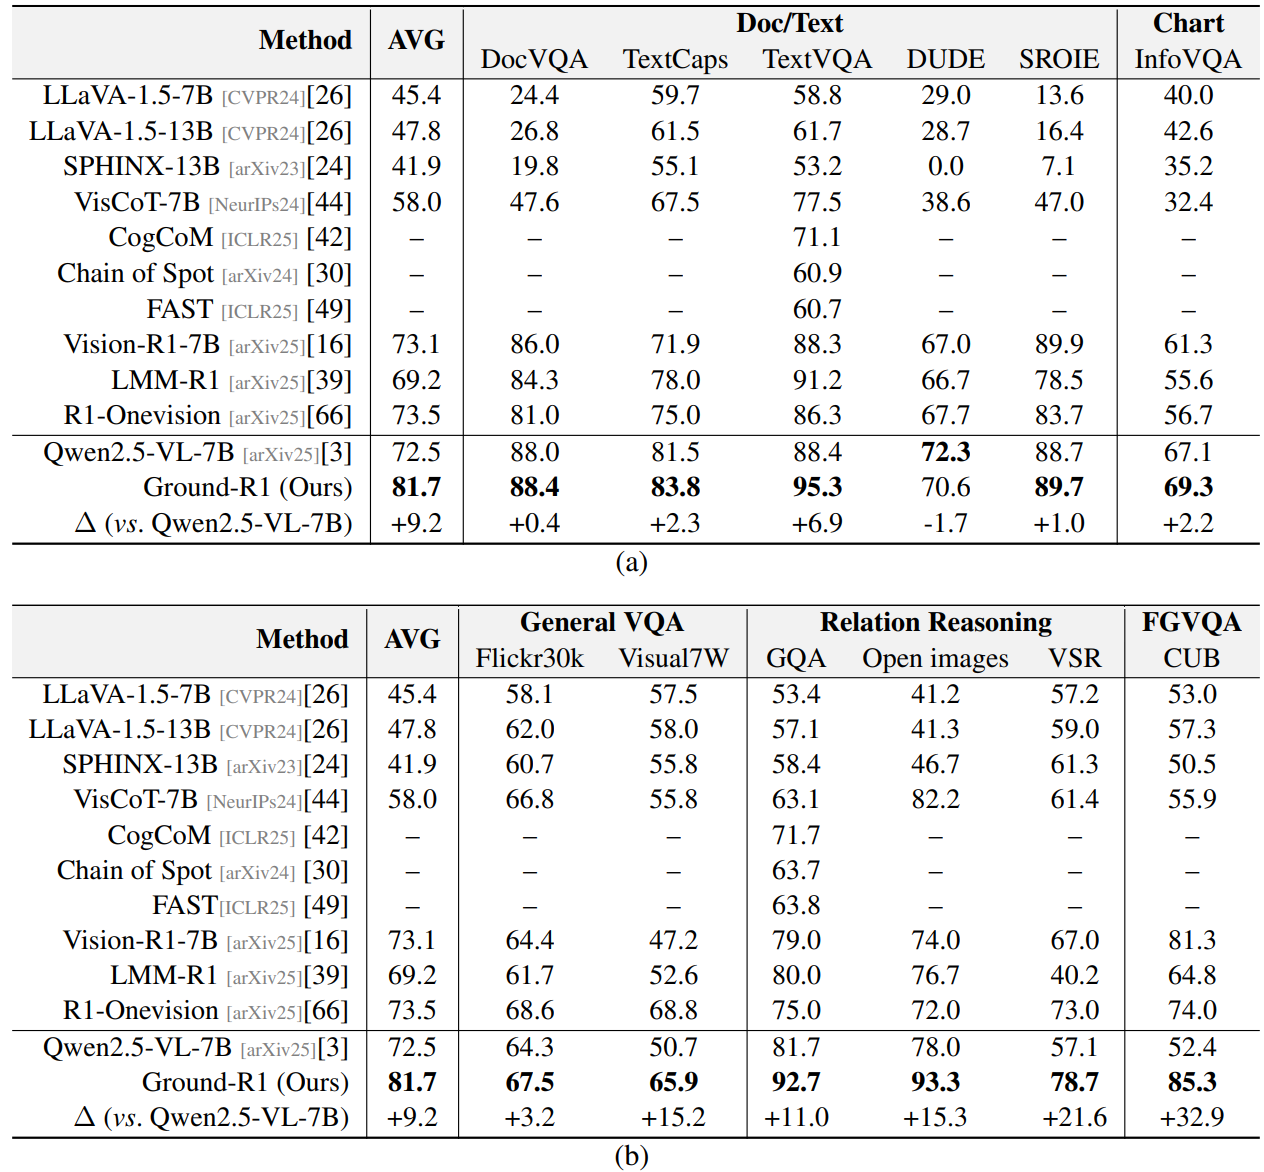 Method AVG Doc/Text Chart
DocVQA TextCaps TextVQA DUDE SROIE InfoVQA
LLaVA-1.5-7B [CVPR24][26] 45.4 24.4 59.7 58.8 29.0 13.6 40.0
LLaVA-1.5-13B [CVPR24][26] 47.8 26.8 61.5 61.7 28.7 16.4 42.6
SPHINX-13B [arXiv23][24] 41.9 19.8 55.1 53.2 0.0 7.1 35.2
VisCoT-7B [NeurIPs24][44] 58.0 47.6 67.5 77.5 38.6 47.0 32.4
CogCoM [ICLR25] [42] – – – 71.1 – – –
Chain of Spot [arXiv24] [30] – – – 60.9 – – –
FAST [ICLR25] [49] – – – 60.7 – – –
Vision-R1-7B [arXiv25][16] 73.1 86.0 71.9 88.3 67.0 89.9 61.3
LMM-R1 [arXiv25][39] 69.2 84.3 78.0 91.2 66.7 78.5 55.6
R1-Onevision [arXiv25][66] 73.5 81.0 75.0 86.3 67.7 83.7 56.7
Qwen2.5-VL-7B [arXiv25][3] 72.5 88.0 81.5 88.4 72.3 88.7 67.1
Ground-R1 (Ours) 81.7 88.4 83.8 95.3 70.6 89.7 69.3
Δ (vs. Qwen2.5-VL-7B) +9.2 +0.4 +2.3 +6.9 -1.7 +1.0 +2.2
(a)
Method AVG General VQA Relation Reasoning FGVQA
Flickr30k Visual7W GQA Open images VSR CUB
LLaVA-1.5-7B [CVPR24][26] 45.4 58.1 57.5 53.4 41.2 57.2 53.0
LLaVA-1.5-13B [CVPR24][26] 47.8 62.0 58.0 57.1 41.3 59.0 57.3
SPHINX-13B [arXiv23][24] 41.9 60.7 55.8 58.4 46.7 61.3 50.5
VisCoT-7B [NeurIPs24][44] 58.0 66.8 55.8 63.1 82.2 61.4 55.9
CogCoM [ICLR25] [42] – – – 71.7 – – –
Chain of Spot [arXiv24] [30] – – – 63.7 – – –
FAST[ICLR25] [49] – – – 63.8 – – –
Vision-R1-7B [arXiv25][16] 73.1 64.4 47.2 79.0 74.0 67.0 81.3
LMM-R1 [arXiv25][39] 69.2 61.7 52.6 80.0 76.7 40.2 64.8
R1-Onevision [arXiv25][66] 73.5 68.6 68.8 75.0 72.0 73.0 74.0
Qwen2.5-VL-7B [arXiv25][3] 72.5 64.3 50.7 81.7 78.0 57.1 52.4
Ground-R1 (Ours) 81.7 67.5 65.9 92.7 93.3 78.7 85.3
Δ (vs. Qwen2.5-VL-7B) +9.2 +3.2 +15.2 +11.0 +15.3 +21.6 +32.9
(b)